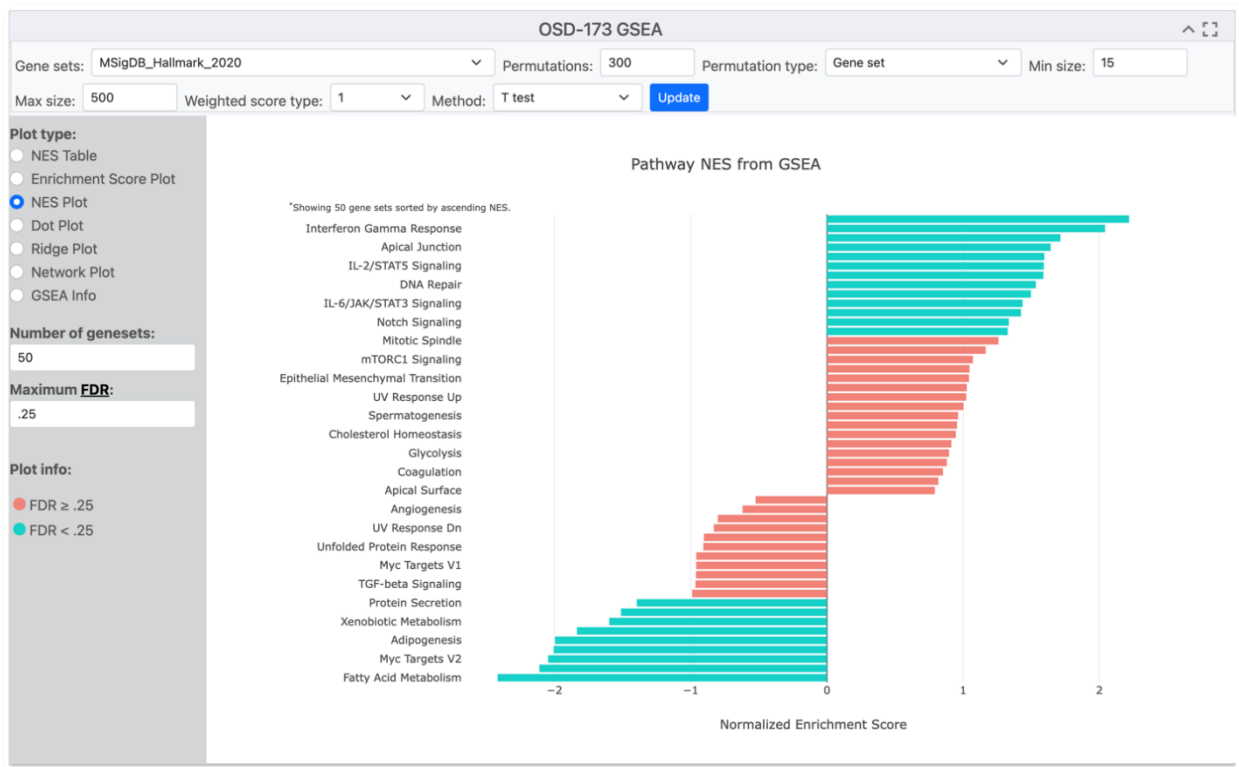 OSD-173 GSEA
Gene sets: MSigDB_Hallmark_2020 Permutations: 300 Permutation type: Gene set Min size: 15
Max size: 500 Weighted score type: 1 Method: T test Update
Plot type:
NES Table
Enrichment Score Plot
NES Plot
Dot Plot
Ridge Plot
Network Plot
GSEA Info
Number of genesets:
50
Maximum FDR:
.25
Plot info:
FDR ≥ .25
FDR < .25
Pathway NES from GSEA
*Showing 50 gene sets sorted by ascending NES.
Interferon Gamma Response
Apical Junction
IL-2/STAT5 Signaling
DNA Repair
IL-6/JAK/STAT3 Signaling
Notch Signaling
Mitotic Spindle
mTORC1 Signaling
Epithelial Mesenchymal Transition
UV Response Up
Spermatogenesis
Cholesterol Homeostasis
Glycolysis
Coagulation
Apical Surface
Angiogenesis
UV Response Dn
Unfolded Protein Response
Myc Targets V1
TGF-beta Signaling
Protein Secretion
Xenobiotic Metabolism
Adipogenesis
Myc Targets V2
Fatty Acid Metabolism
−2 −1 0 1 2
Normalized Enrichment Score